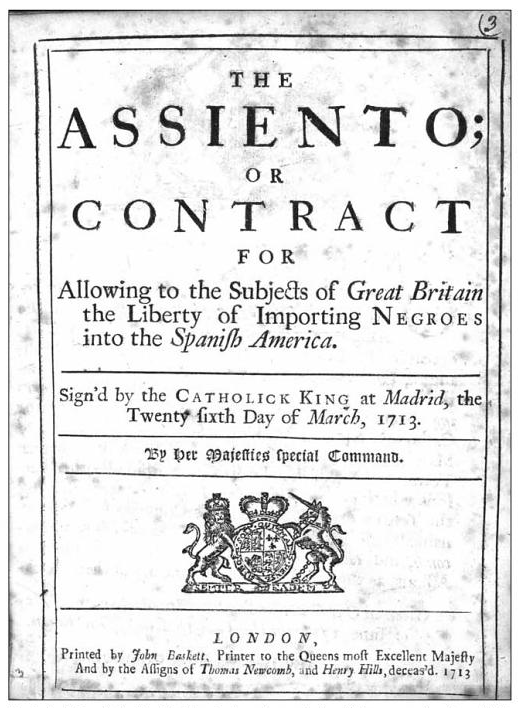 3
THE
ASSIENTO;
OR
CONTRACT
FOR
Allowing to the Subjects of Great Britain
the Liberty of Importing NEGROES
into the Spaniſh America.
Sign'd by the CATHOLICK KING at Madrid, the
Twenty ſixth Day of March, 1713.
By Her Majeſties ſpecial Command.
SEMPER EADEM
LONDON,
Printed by John Baskett, Printer to the Queens moſt Excellent Majeſty
And by the Aſſigns of Thomas Newcomb, and Henry Hills, deceas'd. 1713